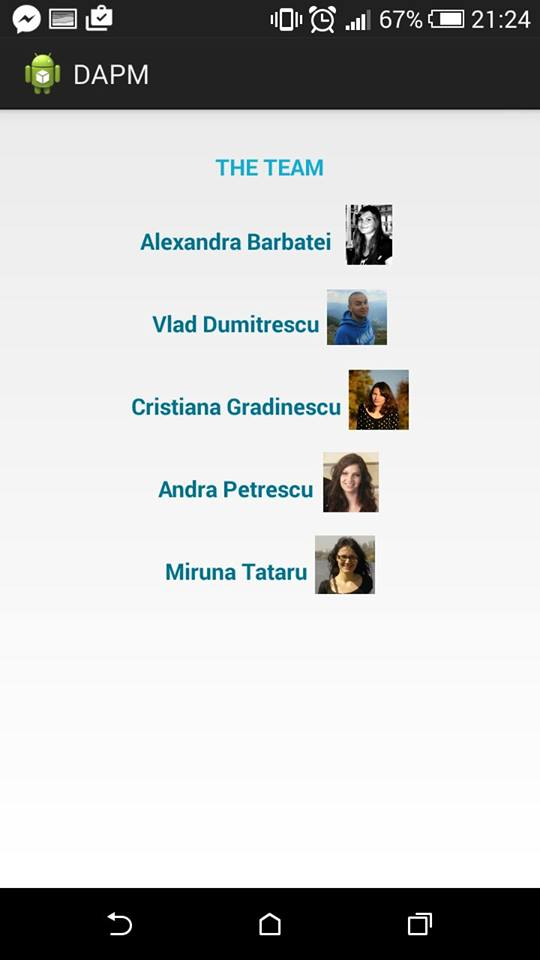 67% 21:24
DAPM
THE TEAM
Alexandra Barbatei
Vlad Dumitrescu
Cristiana Gradinescu
Andra Petrescu
Miruna Tataru